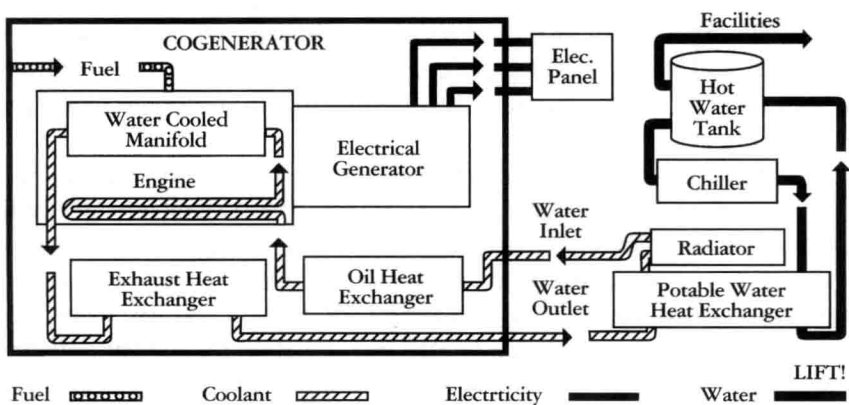 Facilities
COGENERATOR
Fuel
Elec.
Panel
Hot
Water
Tank
Water Cooled
Manifold
Electrical
Generator
Engine
Chiller
Water
Inlet
Radiator
Exhaust Heat
Exchanger
Oil Heat
Exchanger
Water
Outlet
Potable Water
Heat Exchanger
LIFT!
Fuel Coolant Electrticity Water